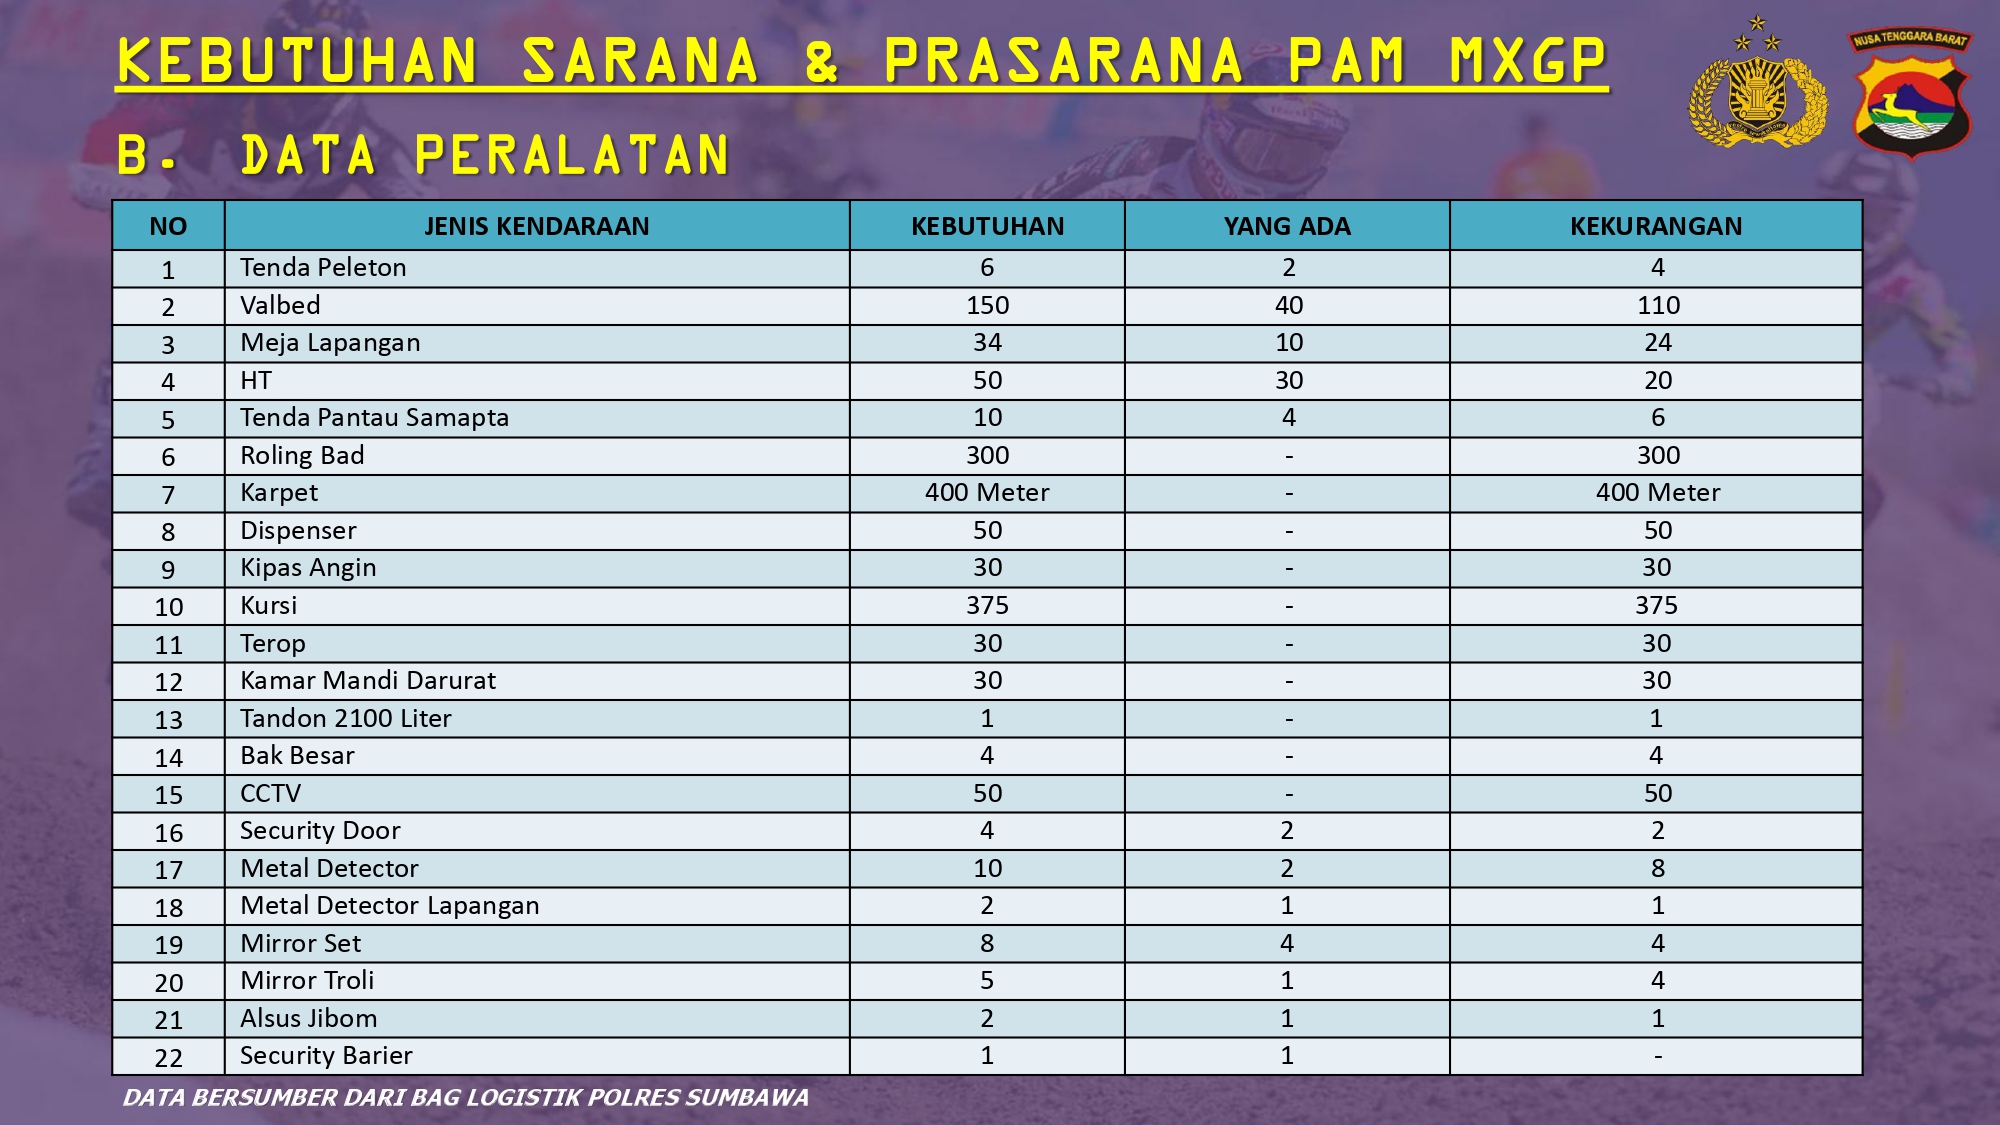 KEBUTUHAN SARANA & PRASARANA PAM MXGP
NUSA TENGGARA BARAT
B. DATA PERALATAN
NO JENIS KENDARAAN KEBUTUHAN YANG ADA KEKURANGAN
1 Tenda Peleton 6 2 4
2 Valbed 150 40 110
3 Meja Lapangan 34 10 24
4 HT 50 30 20
5 Tenda Pantau Samapta 10 4 6
6 Roling Bad 300 - 300
7 Karpet 400 Meter - 400 Meter
8 Dispenser 50 - 50
9 Kipas Angin 30 - 30
10 Kursi 375 - 375
11 Terop 30 - 30
12 Kamar Mandi Darurat 30 - 30
13 Tandon 2100 Liter 1 - 1
14 Bak Besar 4 - 4
15 CCTV 50 - 50
16 Security Door 4 2 2
17 Metal Detector 10 2 8
18 Metal Detector Lapangan 2 1 1
19 Mirror Set 8 4 4
20 Mirror Troli 5 1 4
21 Alsus Jibom 2 1 1
22 Security Barier 1 1 -
DATA BERSUMBER DARI BAG LOGISTIK POLRES SUMBAWA